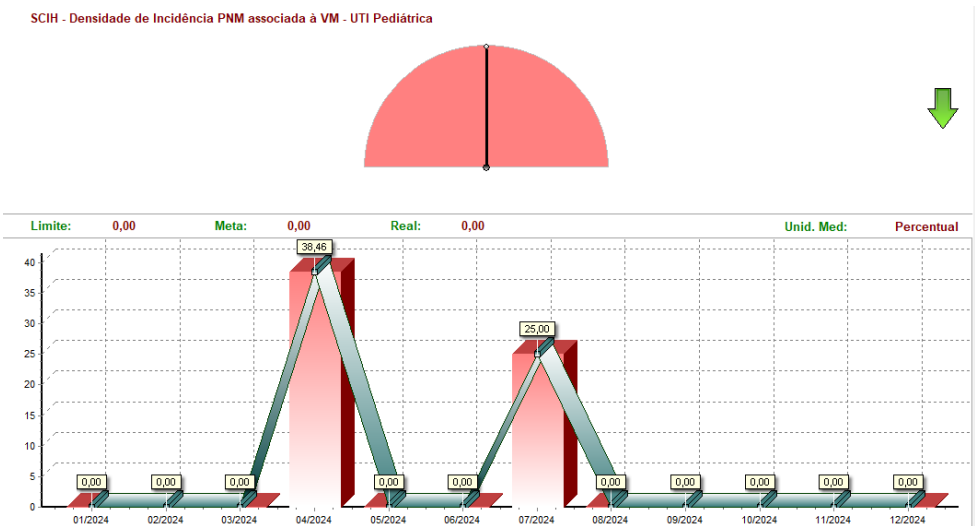 SCIH - Densidade de Incidência PNM associada à VM - UTI Pediátrica
Limite: 0,00 Meta: 0,00 Real: 0,00 Unid. Med: Percentual
38,46
40
35
30
25,00
25
20
15
10
5
0,00 0,00 0,00 0,00 0,00 0,00 0,00 0,00 0,00 0,00
0
01/2024 02/2024 03/2024 04/2024 05/2024 06/2024 07/2024 08/2024 09/2024 10/2024 11/2024 12/2024